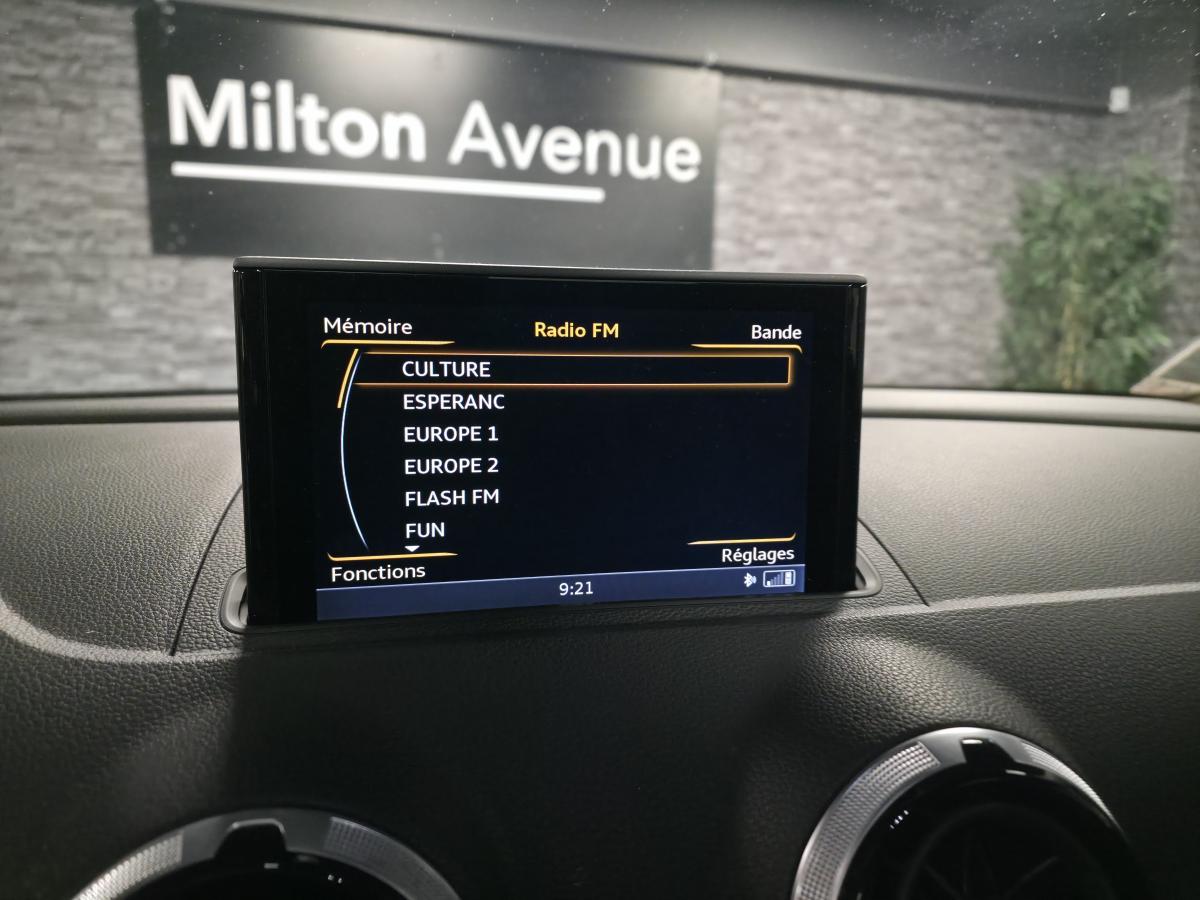 Milton Avenue
Mémoire
Radio FM
Bande
CULTURE
ESPERANC
EUROPE 1
EUROPE 2
FLASH FM
FUN
Fonctions
Réglages
9:21